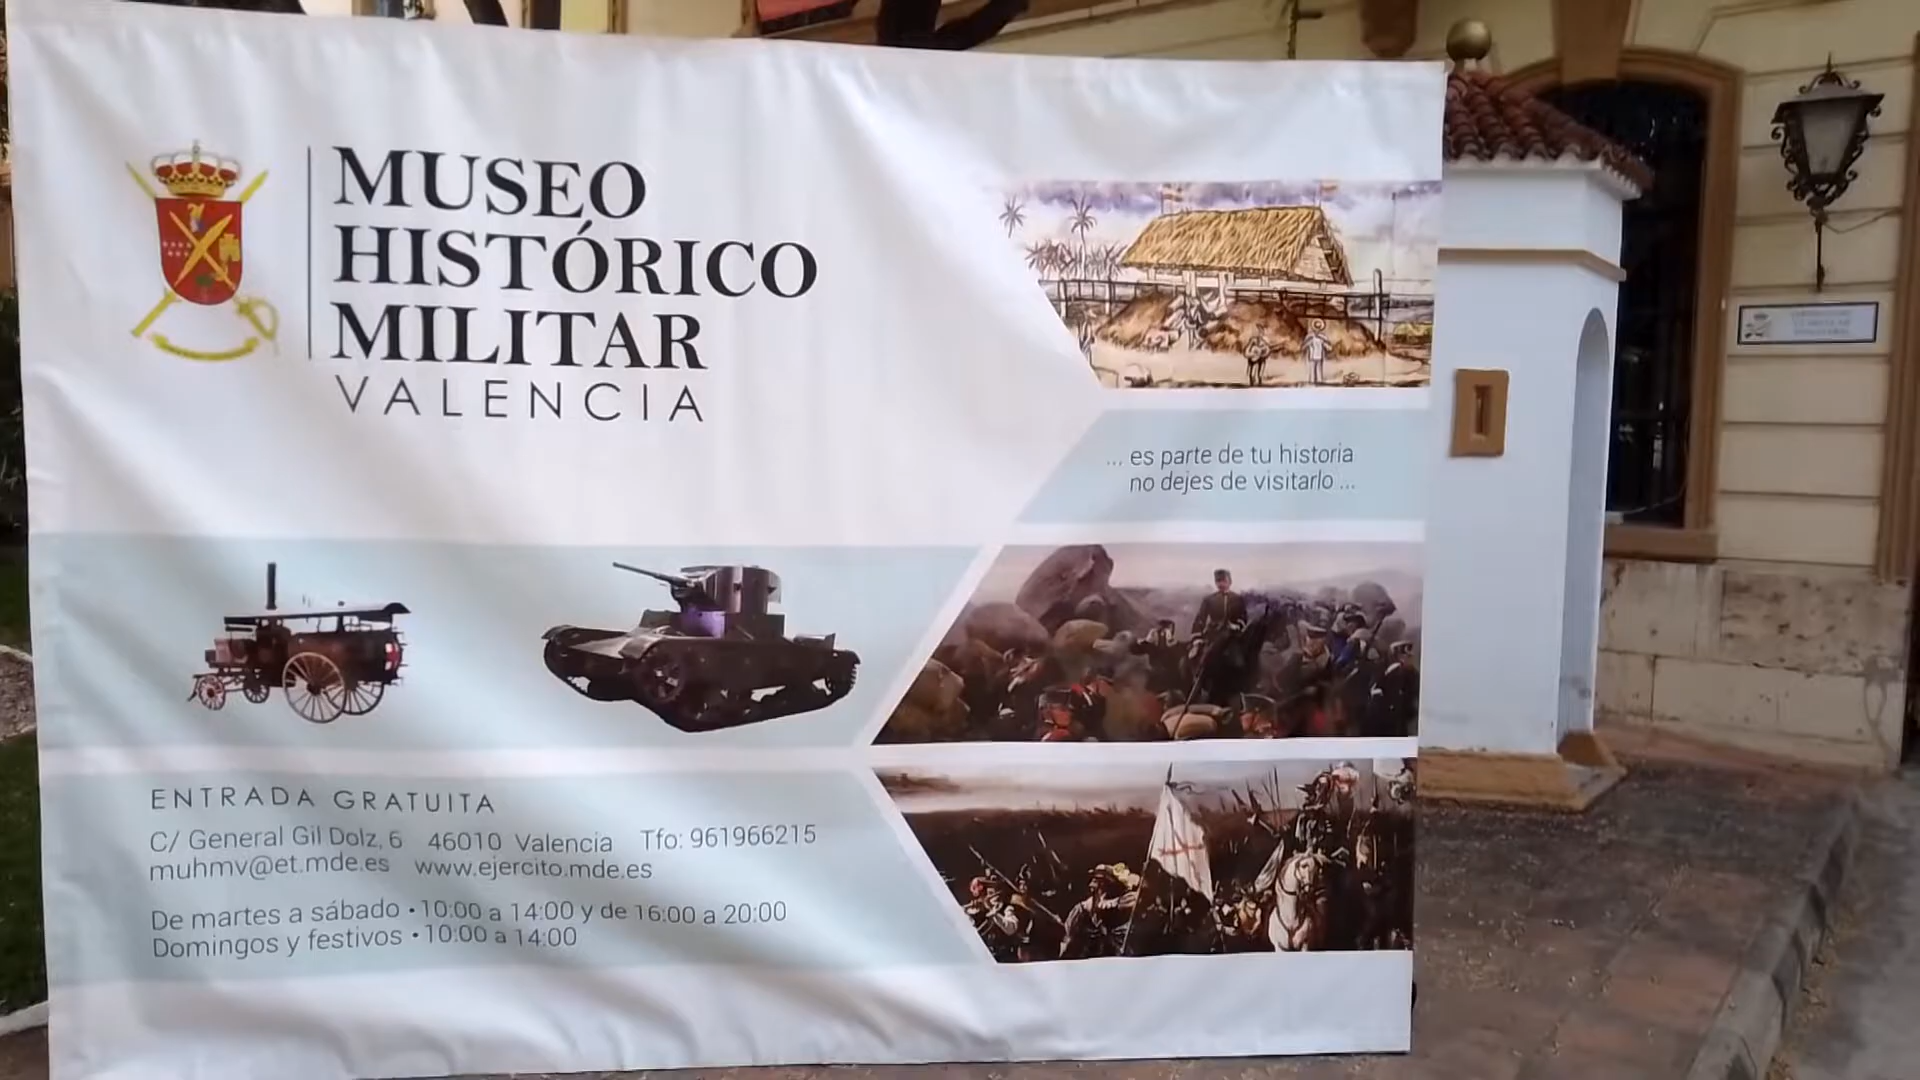 MUSEO
HISTÓRICO
MILITAR
VALENCIA
... es parte de tu historia
no dejes de visitarlo ...
ENTRADA GRATUITA
C/ General Gil Dolz, 6 46010 Valencia Tfo: 961966215
muhmv@et.mde.es www.ejercito.mde.es
De martes a sábado • 10:00 a 14:00 y de 16:00 a 20:00
Domingos y festivos • 10:00 a 14:00